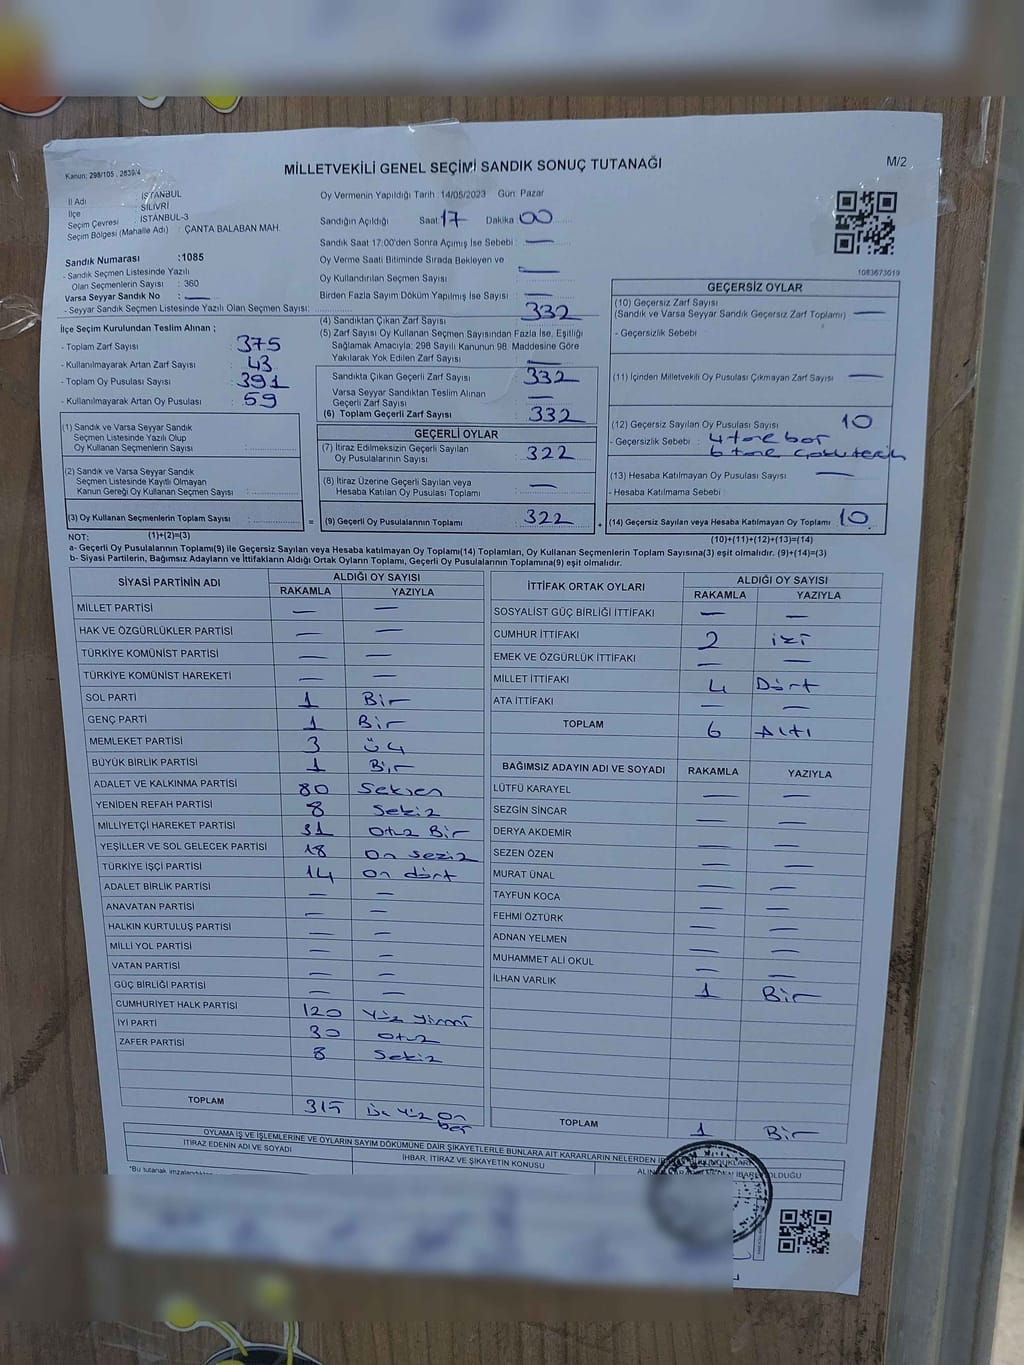 Kanun: 298/105 , 2839/4
MİLLETVEKİLİ GENEL SEÇİMİ SANDIK SONUÇ TUTANAĞI
M/2
İl Adı : İSTANBUL
İlçe : SİLİVRİ
Seçim Çevresi : İSTANBUL-3
Seçim Bölgesi (Mahalle Adı) : ÇANTA BALABAN MAH.
Sandık Numarası :1085
- Sandık Seçmen Listesinde Yazılı
Olan Seçmenlerin Sayısı : 360
Varsa Seyyar Sandık No : —
- Seyyar Sandık Seçmen Listesinde Yazılı Olan Seçmen Sayısı:
İlçe Seçim Kurulundan Teslim Alınan ;
- Toplam Zarf Sayısı : 375
- Kullanılmayarak Artan Zarf Sayısı : 43
- Toplam Oy Pusulası Sayısı : 391
- Kullanılmayarak Artan Oy Pusulası : 59
Oy Vermenin Yapıldığı Tarih :14/05/2023 Gün: Pazar
Sandığın Açıldığı Saat 17 Dakika 00
Sandık Saat 17:00'den Sonra Açımış İse Sebebi : —
Oy Verme Saati Bitiminde Sırada Bekleyen ve
Oy Kullandırılan Seçmen Sayısı : —
Birden Fazla Sayım Döküm Yapılmış İse Sayısı : —
(4) Sandıktan Çıkan Zarf Sayısı : 332
(5) Zarf Sayısı Oy Kullanan Seçmen Sayısından Fazla İse, Eşitliği
Sağlamak Amacıyla; 298 Sayılı Kanunun 98. Maddesine Göre
Yakılarak Yok Edilen Zarf Sayısı : —
Sandıkta Çıkan Geçerli Zarf Sayısı : 332
Varsa Seyyar Sandıktan Teslim Alınan
Geçerli Zarf Sayısı : —
(6) Toplam Geçerli Zarf Sayısı : 332
1083673019
GEÇERSİZ OYLAR
(10) Geçersiz Zarf Sayısı
(Sandık ve Varsa Seyyar Sandık Geçersiz Zarf Toplamı) : —
- Geçersizlik Sebebi :
(11) İçinden Milletvekili Oy Pusulası Çıkmayan Zarf Sayısı : —
(12) Geçersiz Sayılan Oy Pusulası Sayısı : 10
- Geçersizlik Sebebi : 4 tane boş
6 tane
(13) Hesaba Katılmayan Oy Pusulası Sayısı : —
- Hesaba Katılmama Sebebi :
(14) Geçersiz Sayılan veya Hesaba Katılmayan Oy Toplamı : 10
(10)+(11)+(12)+(13)=(14)
(1) Sandık ve Varsa Seyyar Sandık
Seçmen Listesinde Yazılı Olup
Oy Kullanan Seçmenlerin Sayısı :
(2) Sandık ve Varsa Seyyar Sandık
Seçmen Listesinde Kayıtlı Olmayan
Kanun Gereği Oy Kullanan Seçmen Sayısı :
(3) Oy Kullanan Seçmenlerin Toplam Sayısı :
=
GEÇERLİ OYLAR
(7) İtiraz Edilmeksizin Geçerli Sayılan
Oy Pusulalarının Sayısı : 322
(8) İtiraz Üzerine Geçerli Sayılan veya
Hesaba Katılan Oy Pusulası Toplamı : —
(9) Geçerli Oy Pusulalarının Toplamı : 322
+
NOT: (1)+(2)=(3)
a- Geçerli Oy Pusulalarının Toplamı(9) ile Geçersiz Sayılan veya Hesaba katılmayan Oy Toplamı(14) Toplamları, Oy Kullanan Seçmenlerin Toplam Sayısına(3) eşit olmalıdır. (9)+(14)=(3)
b- Siyasi Partilerin, Bağımsız Adayların ve İttifakların Aldığı Ortak Oyların Toplamı, Geçerli Oy Pusulalarının Toplamına(9) eşit olmalıdır.
SİYASİ PARTİNİN ADI ALDIĞI OY SAYISI
RAKAMLA YAZIYLA
MİLLET PARTİSİ — —
HAK VE ÖZGÜRLÜKLER PARTİSİ — —
TÜRKİYE KOMÜNİST PARTİSİ — —
TÜRKİYE KOMÜNİST HAREKETİ — —
SOL PARTİ 1 Bir
GENÇ PARTİ 1 Bir
MEMLEKET PARTİSİ 3 üç
BÜYÜK BİRLİK PARTİSİ 1 Bir
ADALET VE KALKINMA PARTİSİ 80 Seksen
YENİDEN REFAH PARTİSİ 8 Sekiz
MİLLİYETÇİ HAREKET PARTİSİ 31 Otuz Bir
YEŞİLLER VE SOL GELECEK PARTİSİ 18 On sekiz
TÜRKİYE İŞÇİ PARTİSİ 14 On dört
ADALET BİRLİK PARTİSİ — —
ANAVATAN PARTİSİ — —
HALKIN KURTULUŞ PARTİSİ — —
MİLLİ YOL PARTİSİ — —
VATAN PARTİSİ — —
GÜÇ BİRLİĞİ PARTİSİ — —
CUMHURİYET HALK PARTİSİ 120 Yüz yirmi
İYİ PARTİ 30 Otuz
ZAFER PARTİSİ 8 Sekiz
TOPLAM 315 üç Yüz On
beş
İTTİFAK ORTAK OYLARI ALDIĞI OY SAYISI
RAKAMLA YAZIYLA
SOSYALİST GÜÇ BİRLİĞİ İTTİFAKI — —
CUMHUR İTTİFAKI 2 iki
EMEK VE ÖZGÜRLÜK İTTİFAKI — —
MİLLET İTTİFAKI 4 Dört
ATA İTTİFAKI — —
TOPLAM 6 Altı
BAĞIMSIZ ADAYIN ADI VE SOYADI RAKAMLA YAZIYLA
LÜTFÜ KARAYEL — —
SEZGİN SİNCAR — —
DERYA AKDEMİR — —
SEZEN ÖZEN — —
MURAT ÜNAL — —
TAYFUN KOCA — —
FEHMİ ÖZTÜRK — —
ADNAN YELMEN — —
MUHAMMET ALİ OKUL — —
İLHAN VARLIK 1 Bir
TOPLAM 1 Bir
OYLAMA İŞ VE İŞLEMLERİNE VE OYLARIN SAYIM DÖKÜMÜNE DAİR ŞİKAYETLERLE BUNLARA AİT KARARLARIN NELERDEN
İTİRAZ EDENİN ADI VE SOYADI İHBAR, İTİRAZ VE ŞİKAYETİN KONUSU OLDUĞU
*Bu tutanak